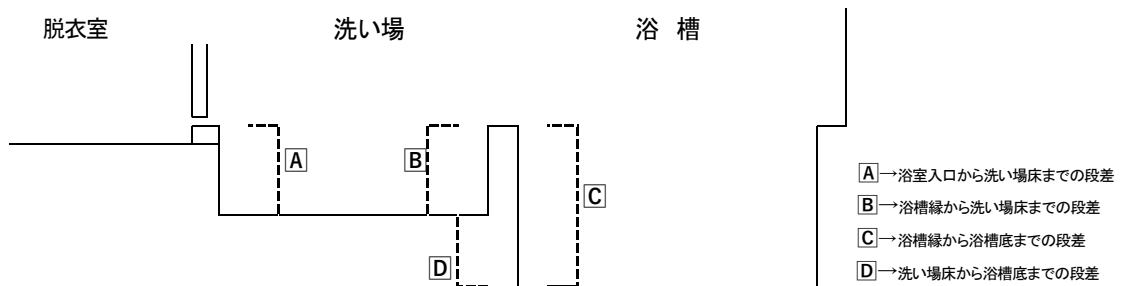 脱衣室
洗い場
浴 槽
A
B
C
D
A→浴室入口から洗い場床までの段差
B→浴槽縁から洗い場床までの段差
C→浴槽縁から浴槽底までの段差
D→洗い場床から浴槽底までの段差